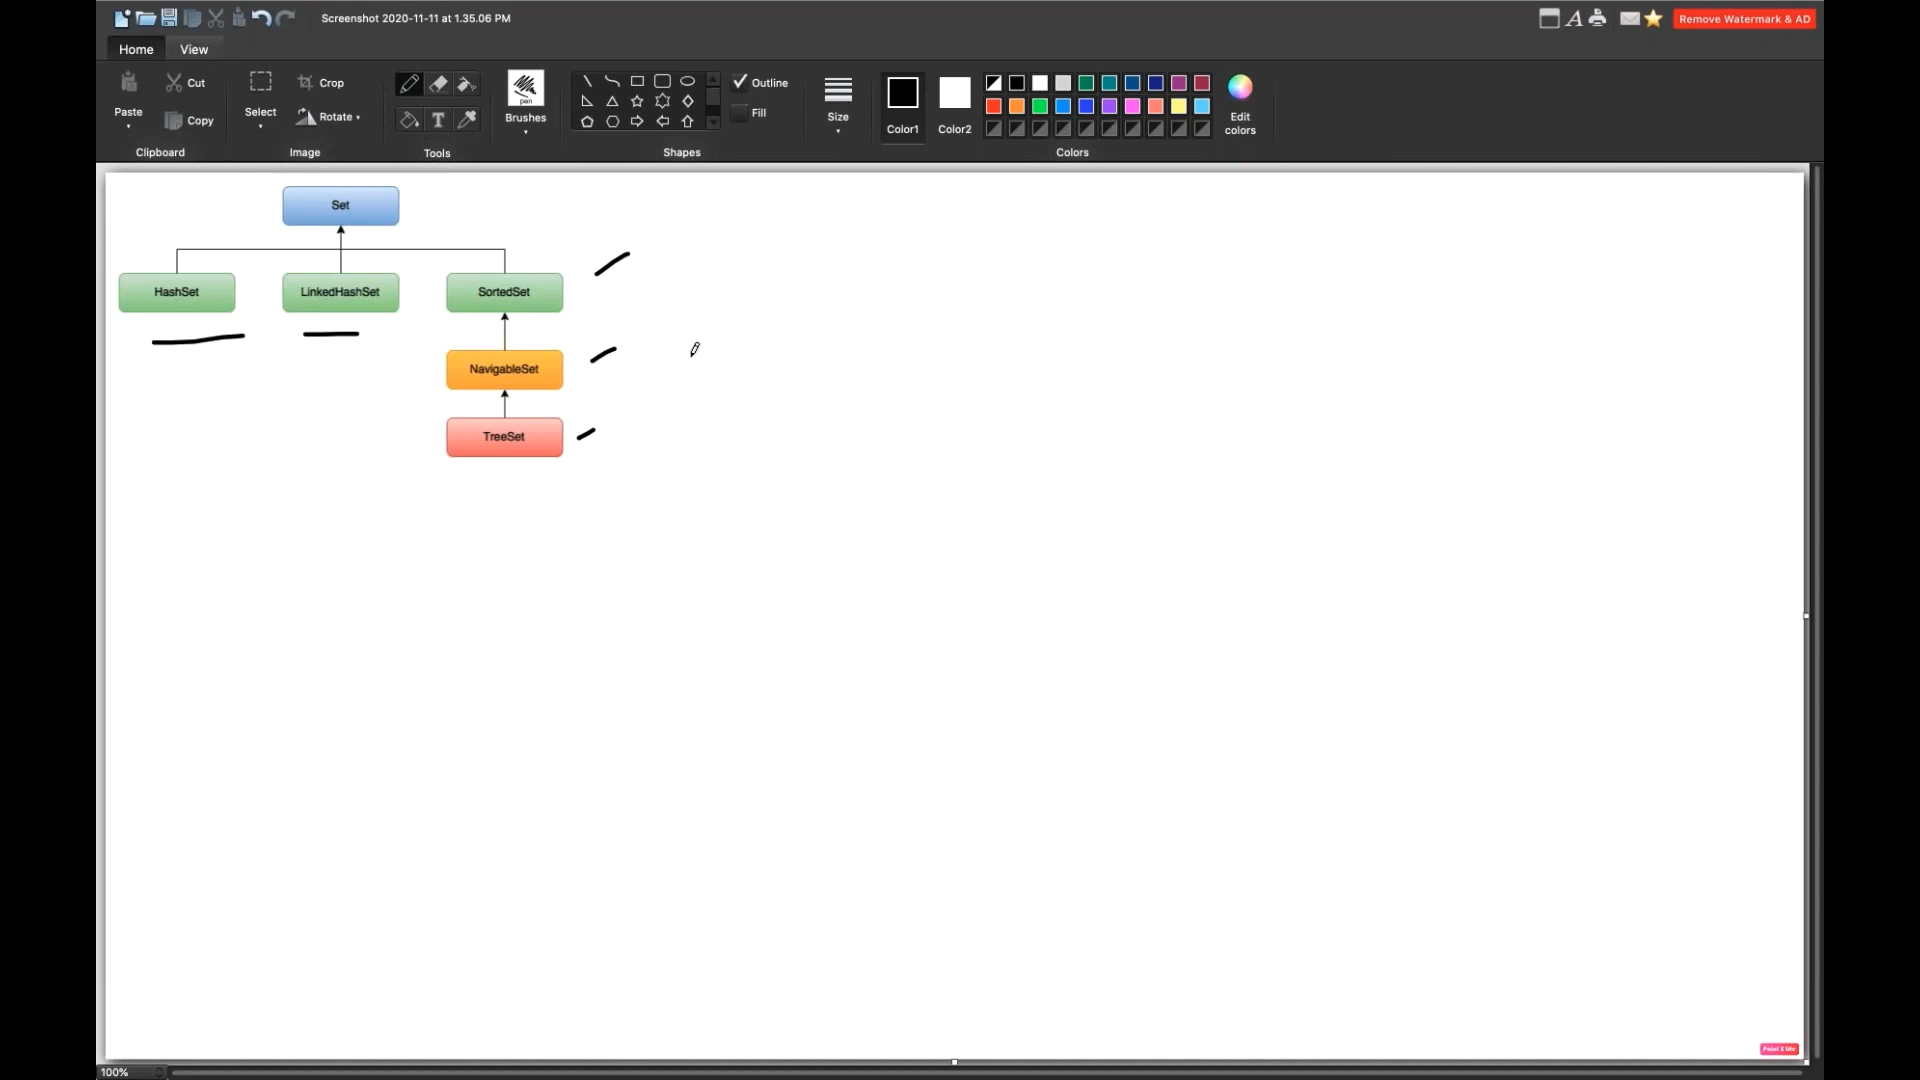 Screenshot 2020-11-11 at 1.35.06 PM
Remove Watermark & AD
Home View
Paste
Cut
Copy
Clipboard
Select
Crop
Rotate
Image
T
Tools
pen
Brushes
Outline
Fill
Shapes
Size
Color1
Color2
Edit
colors
Colors
Set
HashSet
LinkedHashSet
SortedSet
NavigableSet
TreeSet
100%